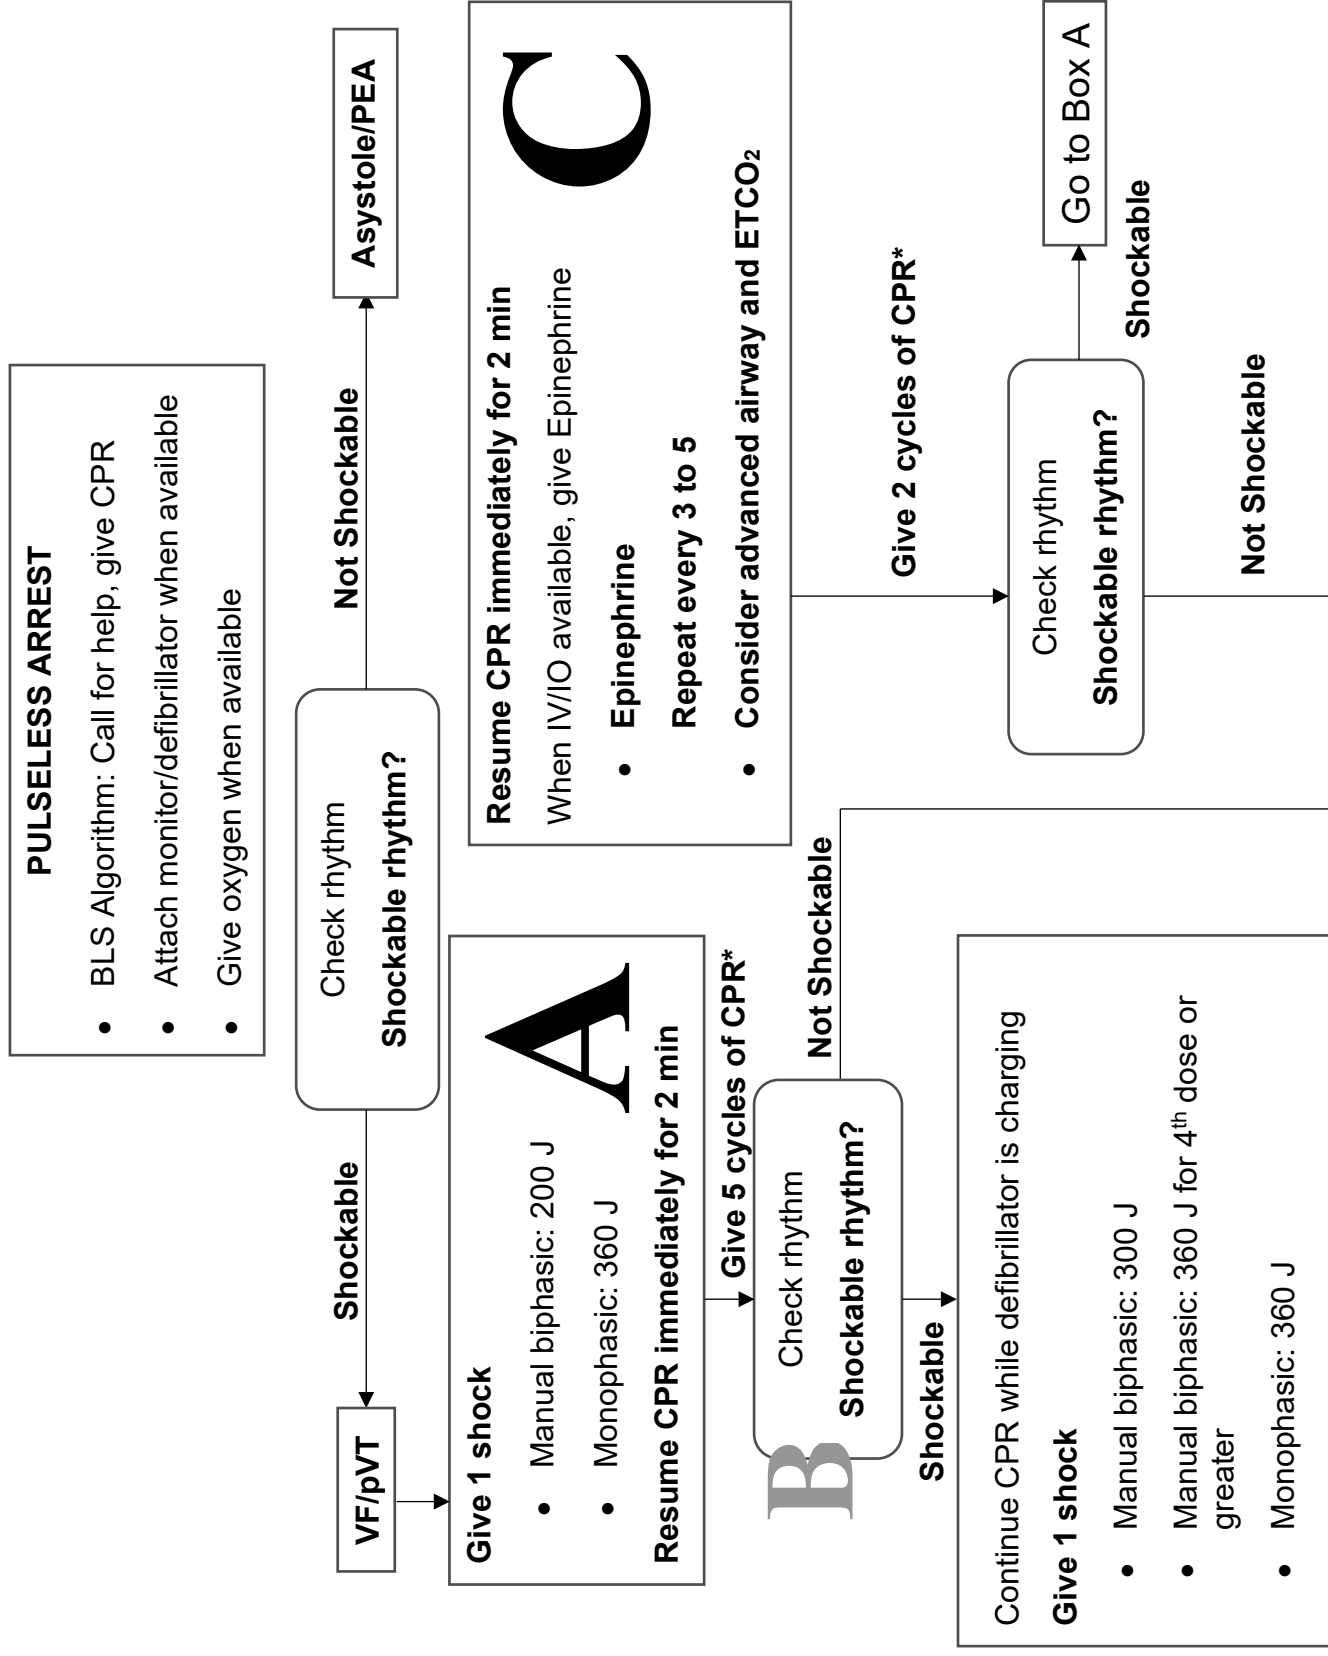 PULSELESS ARREST
• BLS Algorithm: Call for help, give CPR
• Attach monitor/defibrillator when available
• Give oxygen when available
Check rhythm
Shockable rhythm?
Shockable
Not Shockable
VF/pVT
Asystole/PEA
Give 1 shock
• Manual biphasic: 200 J
• Monophasic: 360 J
Resume CPR immediately for 2 min
A
Give 5 cycles of CPR*
B
Check rhythm
Shockable rhythm?
Not Shockable
Shockable
Continue CPR while defibrillator is charging
Give 1 shock
• Manual biphasic: 300 J
• Manual biphasic: 360 J for 4th dose or
greater
• Monophasic: 360 J
Resume CPR immediately for 2 min
When IV/IO available, give Epinephrine
• Epinephrine
Repeat every 3 to 5
• Consider advanced airway and ETCO2
C
Give 2 cycles of CPR*
Check rhythm
Shockable rhythm?
Shockable
Go to Box A
Not Shockable